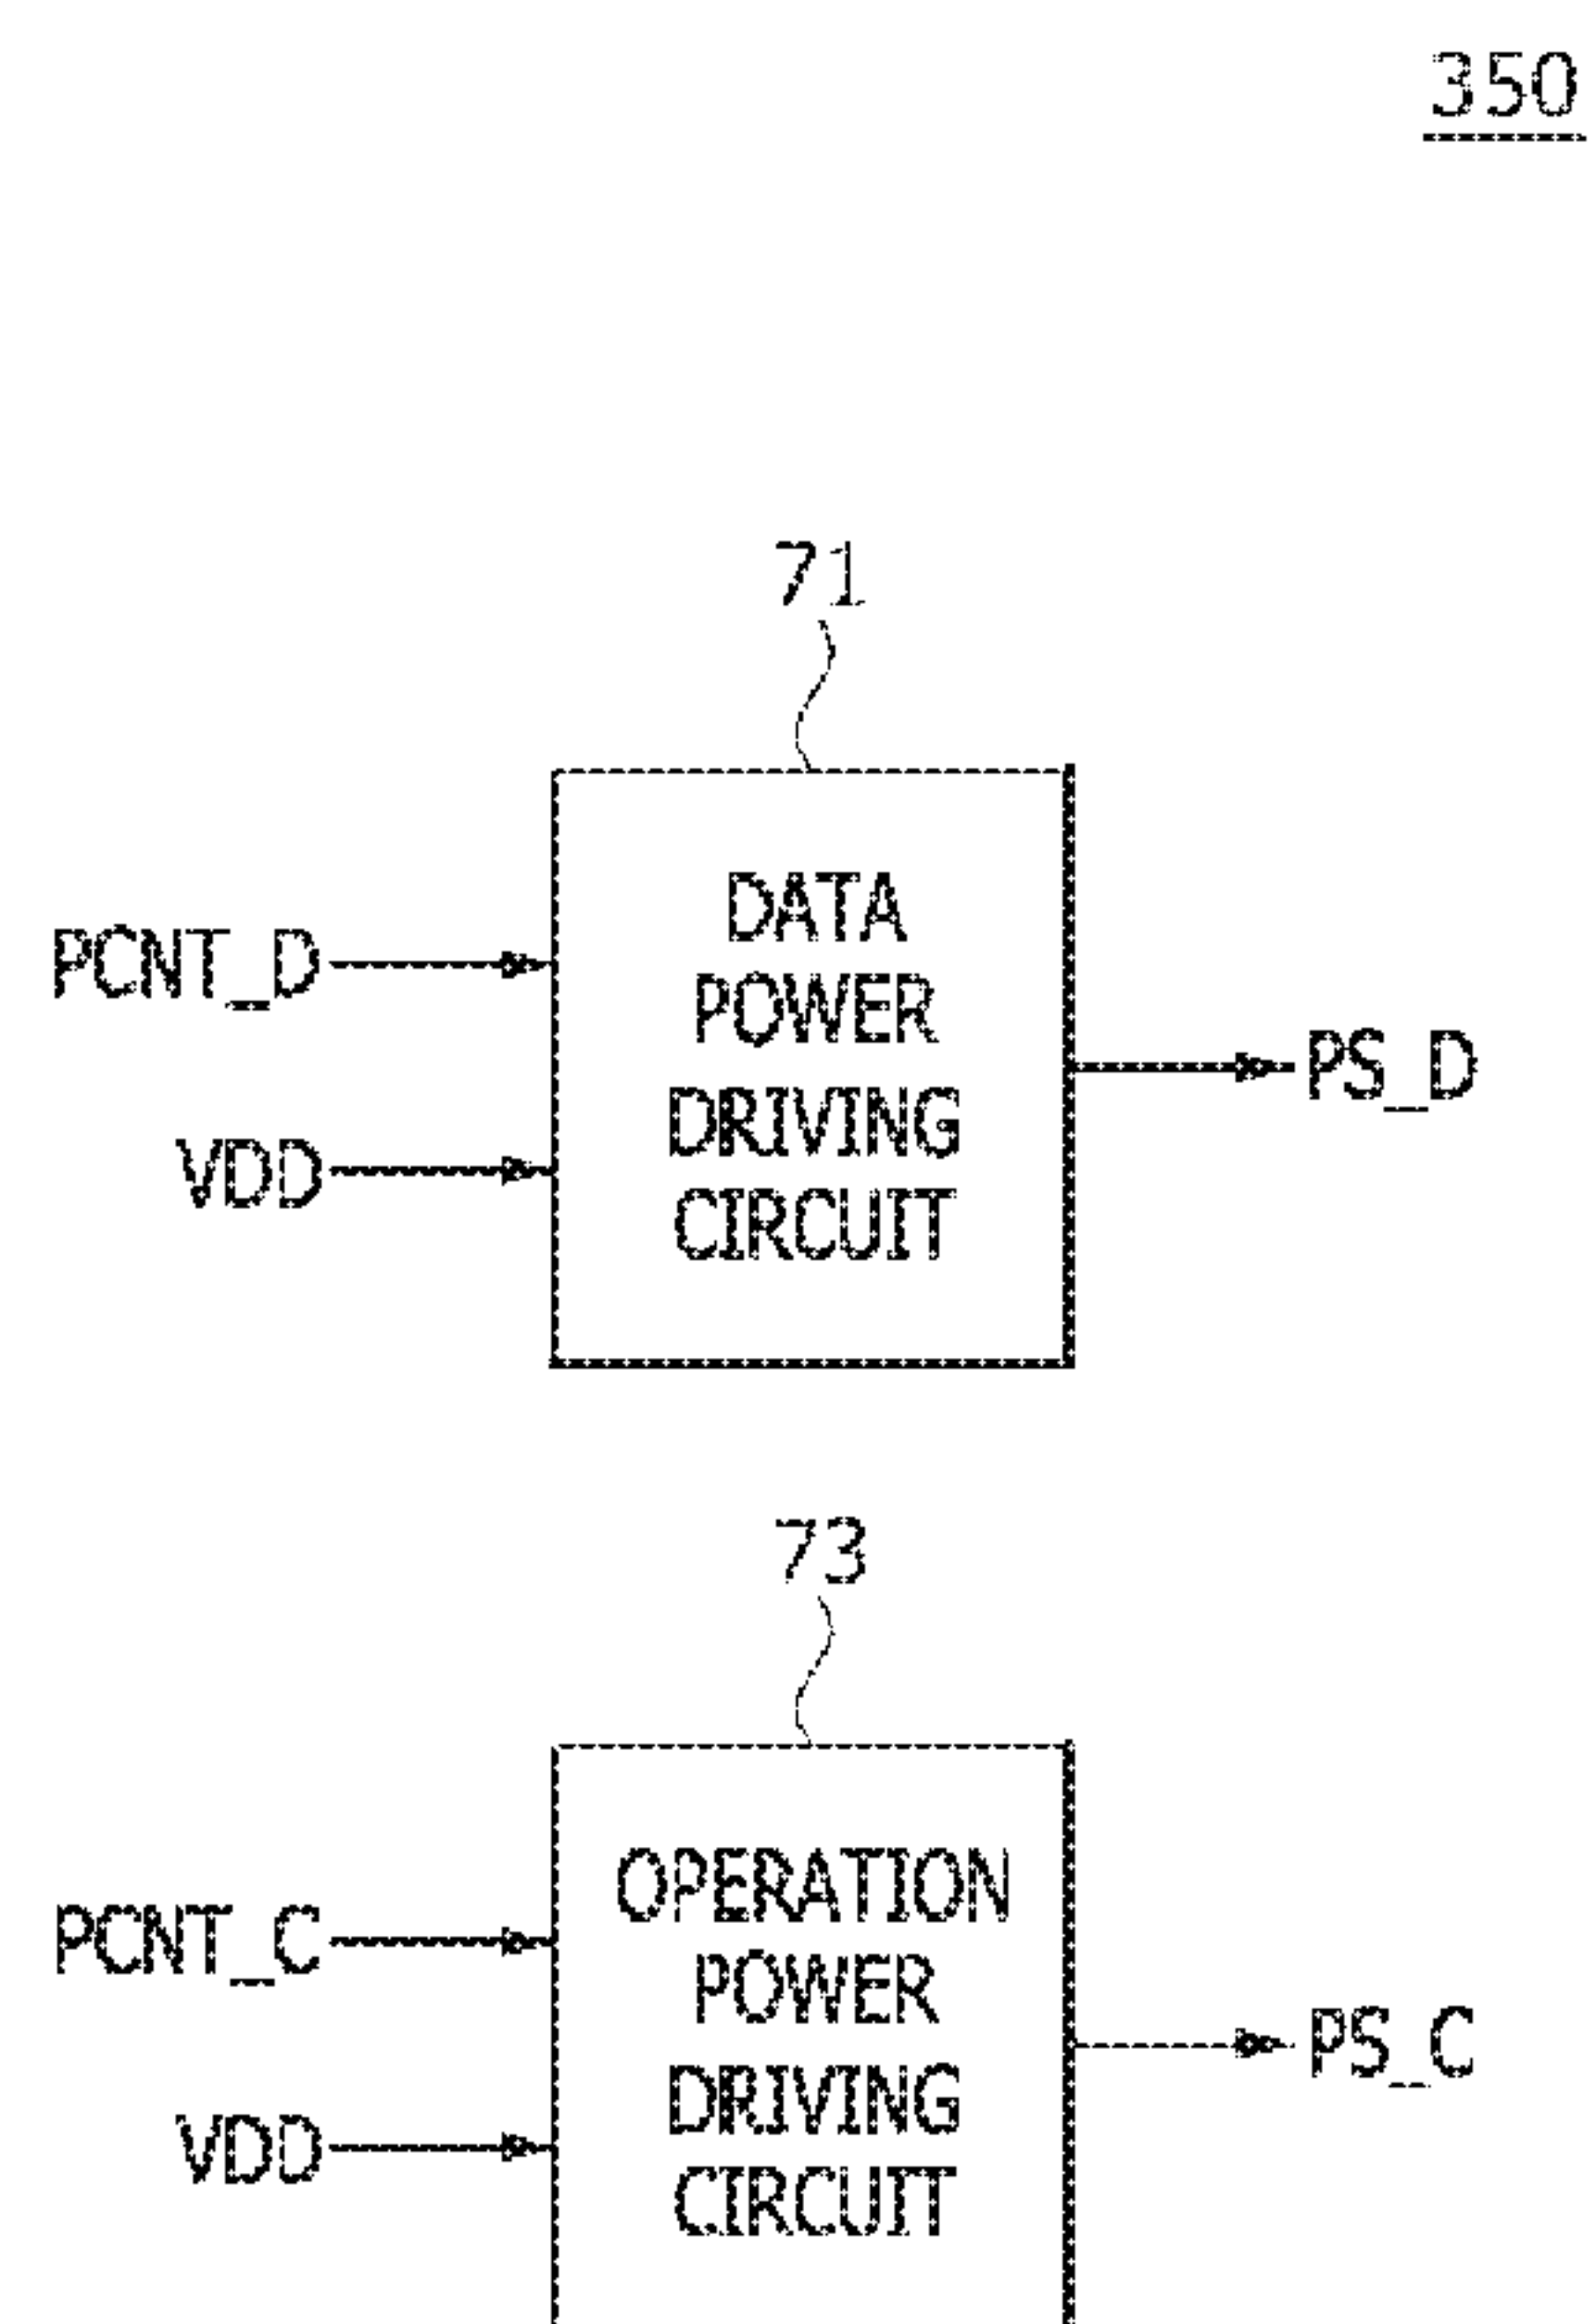 350
71
DATA
POWER
DRIVING
CIRCUIT
PCNT_D
VDD
PS_D
73
OPERATION
POWER
DRIVING
CIRCUIT
PCNT_C
VDD
PS_C